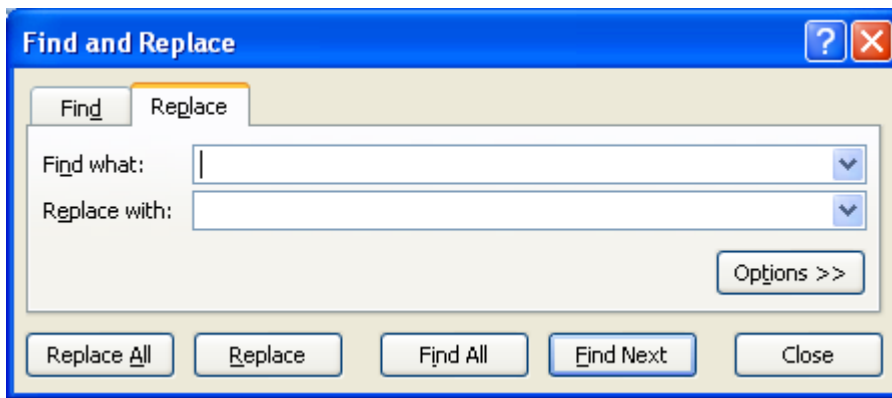 Find and Replace
Find Replace
Find what:
Replace with:
Options >>
Replace All Replace Find All Find Next Close